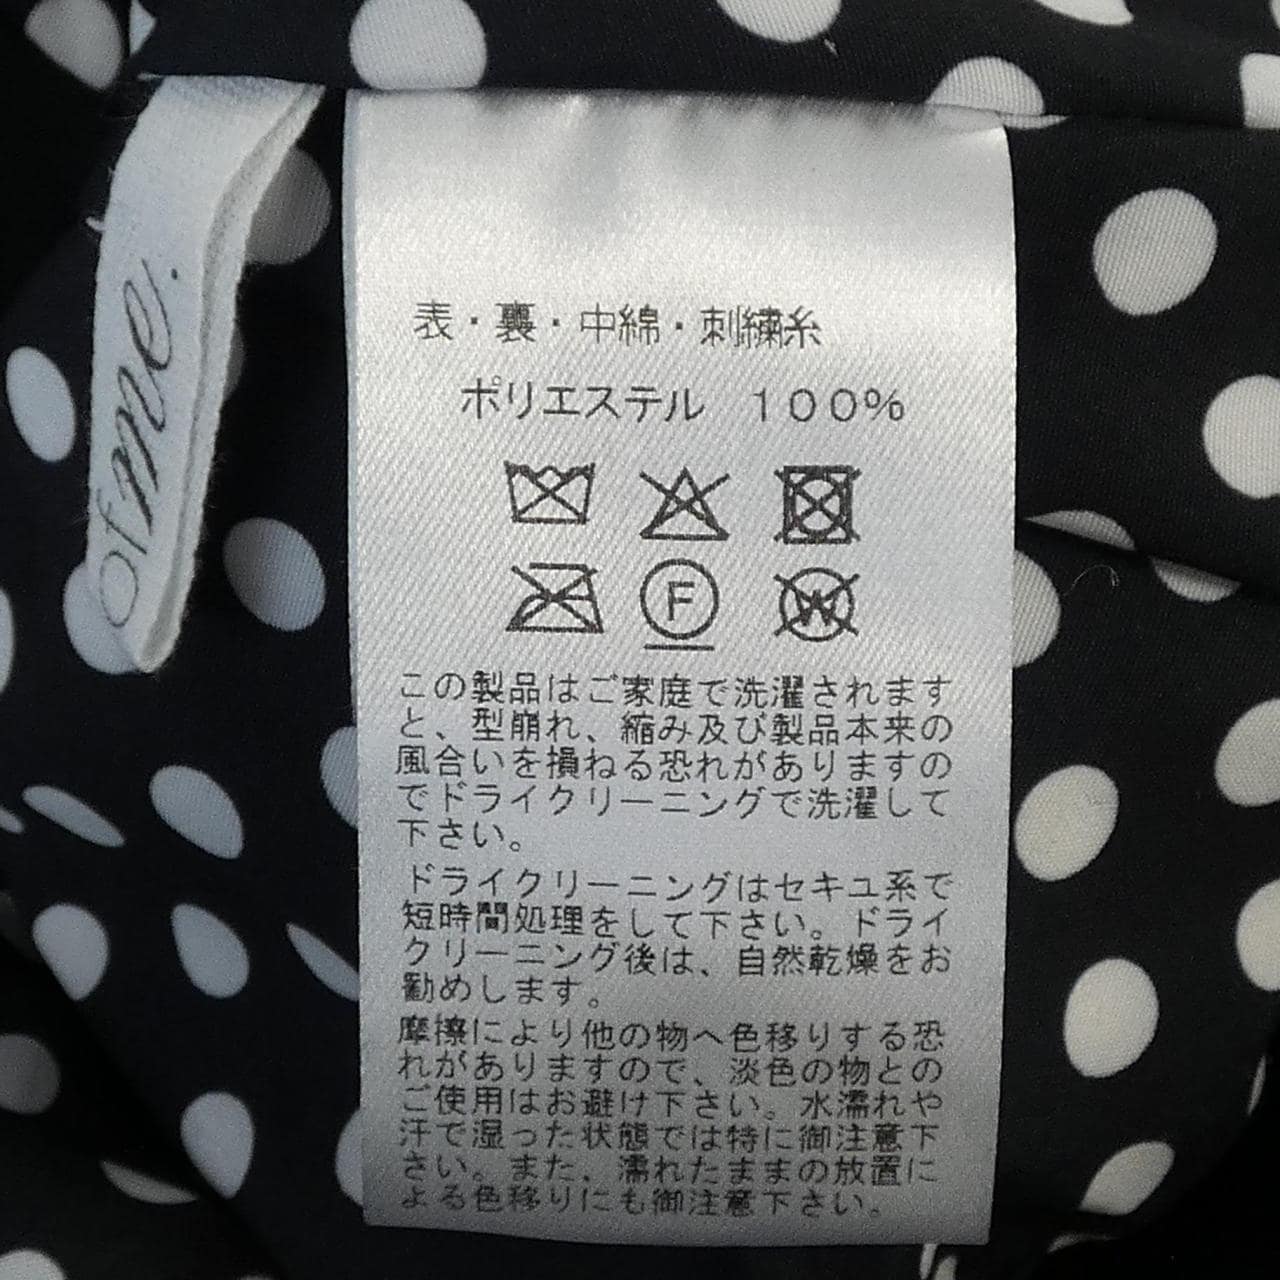 of me.
表・裏・中綿・刺繍糸
ポリエステル 100%
F
W
この製品はご家庭で洗濯されます
と、型崩れ、縮み及び製品本来の
風合いを損ねる恐れがありますの
でドライクリーニングで洗濯して
下さい。
ドライクリーニングはセキユ系で
短時間処理をして下さい。ドライ
クリーニング後は、自然乾燥をお
勧めします。
摩擦により他の物へ色移りする恐
れがありますので、淡色の物との
ご使用はお避け下さい。水濡れや
汗で湿った状態では特に御注意下
さい。また、濡れたままの放置に
よる色移りにも御注意下さい。